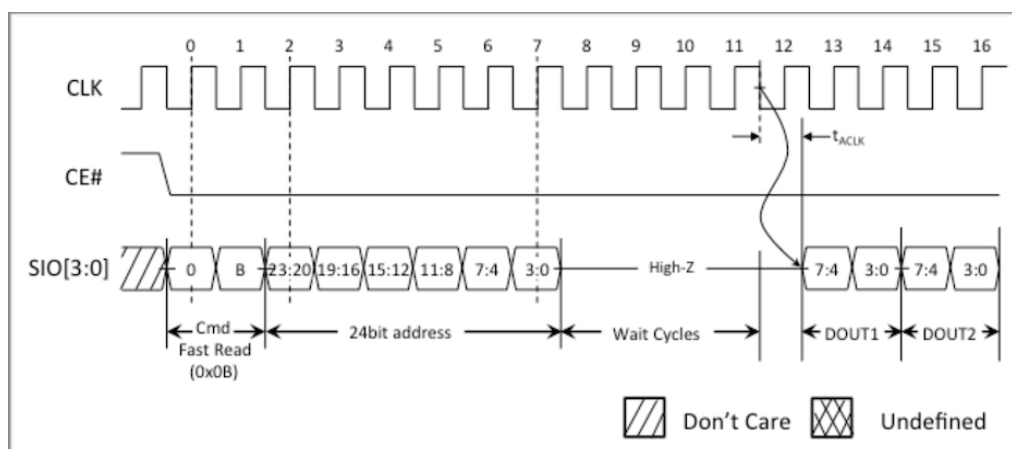 0 1 2 3 4 5 6 7 8 9 10 11 12 13 14 15 16
CLK
tACLK
CE#
SIO[3:0] 0 B 23:20 19:16 15:12 11:8 7:4 3:0 High-Z 7:4 3:0 7:4 3:0
Cmd 24bit address Wait Cycles DOUT1 DOUT2
Fast Read
(0x0B)
Don't Care Undefined